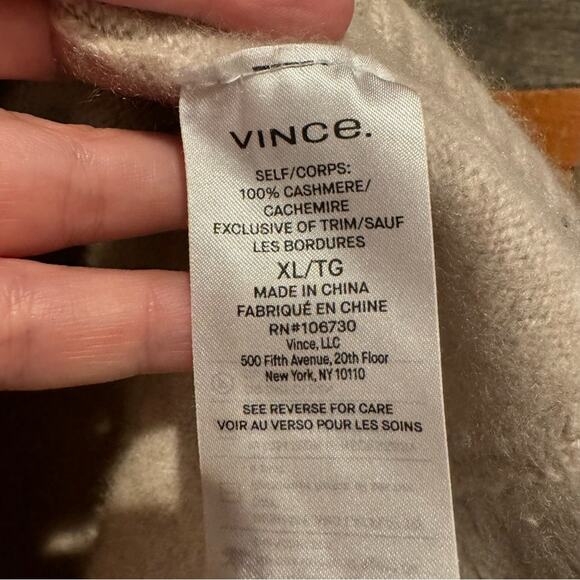 VINCe.
SELF/CORPS:
100% CASHMERE/
CACHEMIRE
EXCLUSIVE OF TRIM/SAUF
LES BORDURES
XL/TG
MADE IN CHINA
FABRIQUÉ EN CHINE
RN#106730
Vince, LLC
500 Fifth Avenue, 20th Floor
New York, NY 10110
SEE REVERSE FOR CARE
VOIR AU VERSO POUR LES SOINS